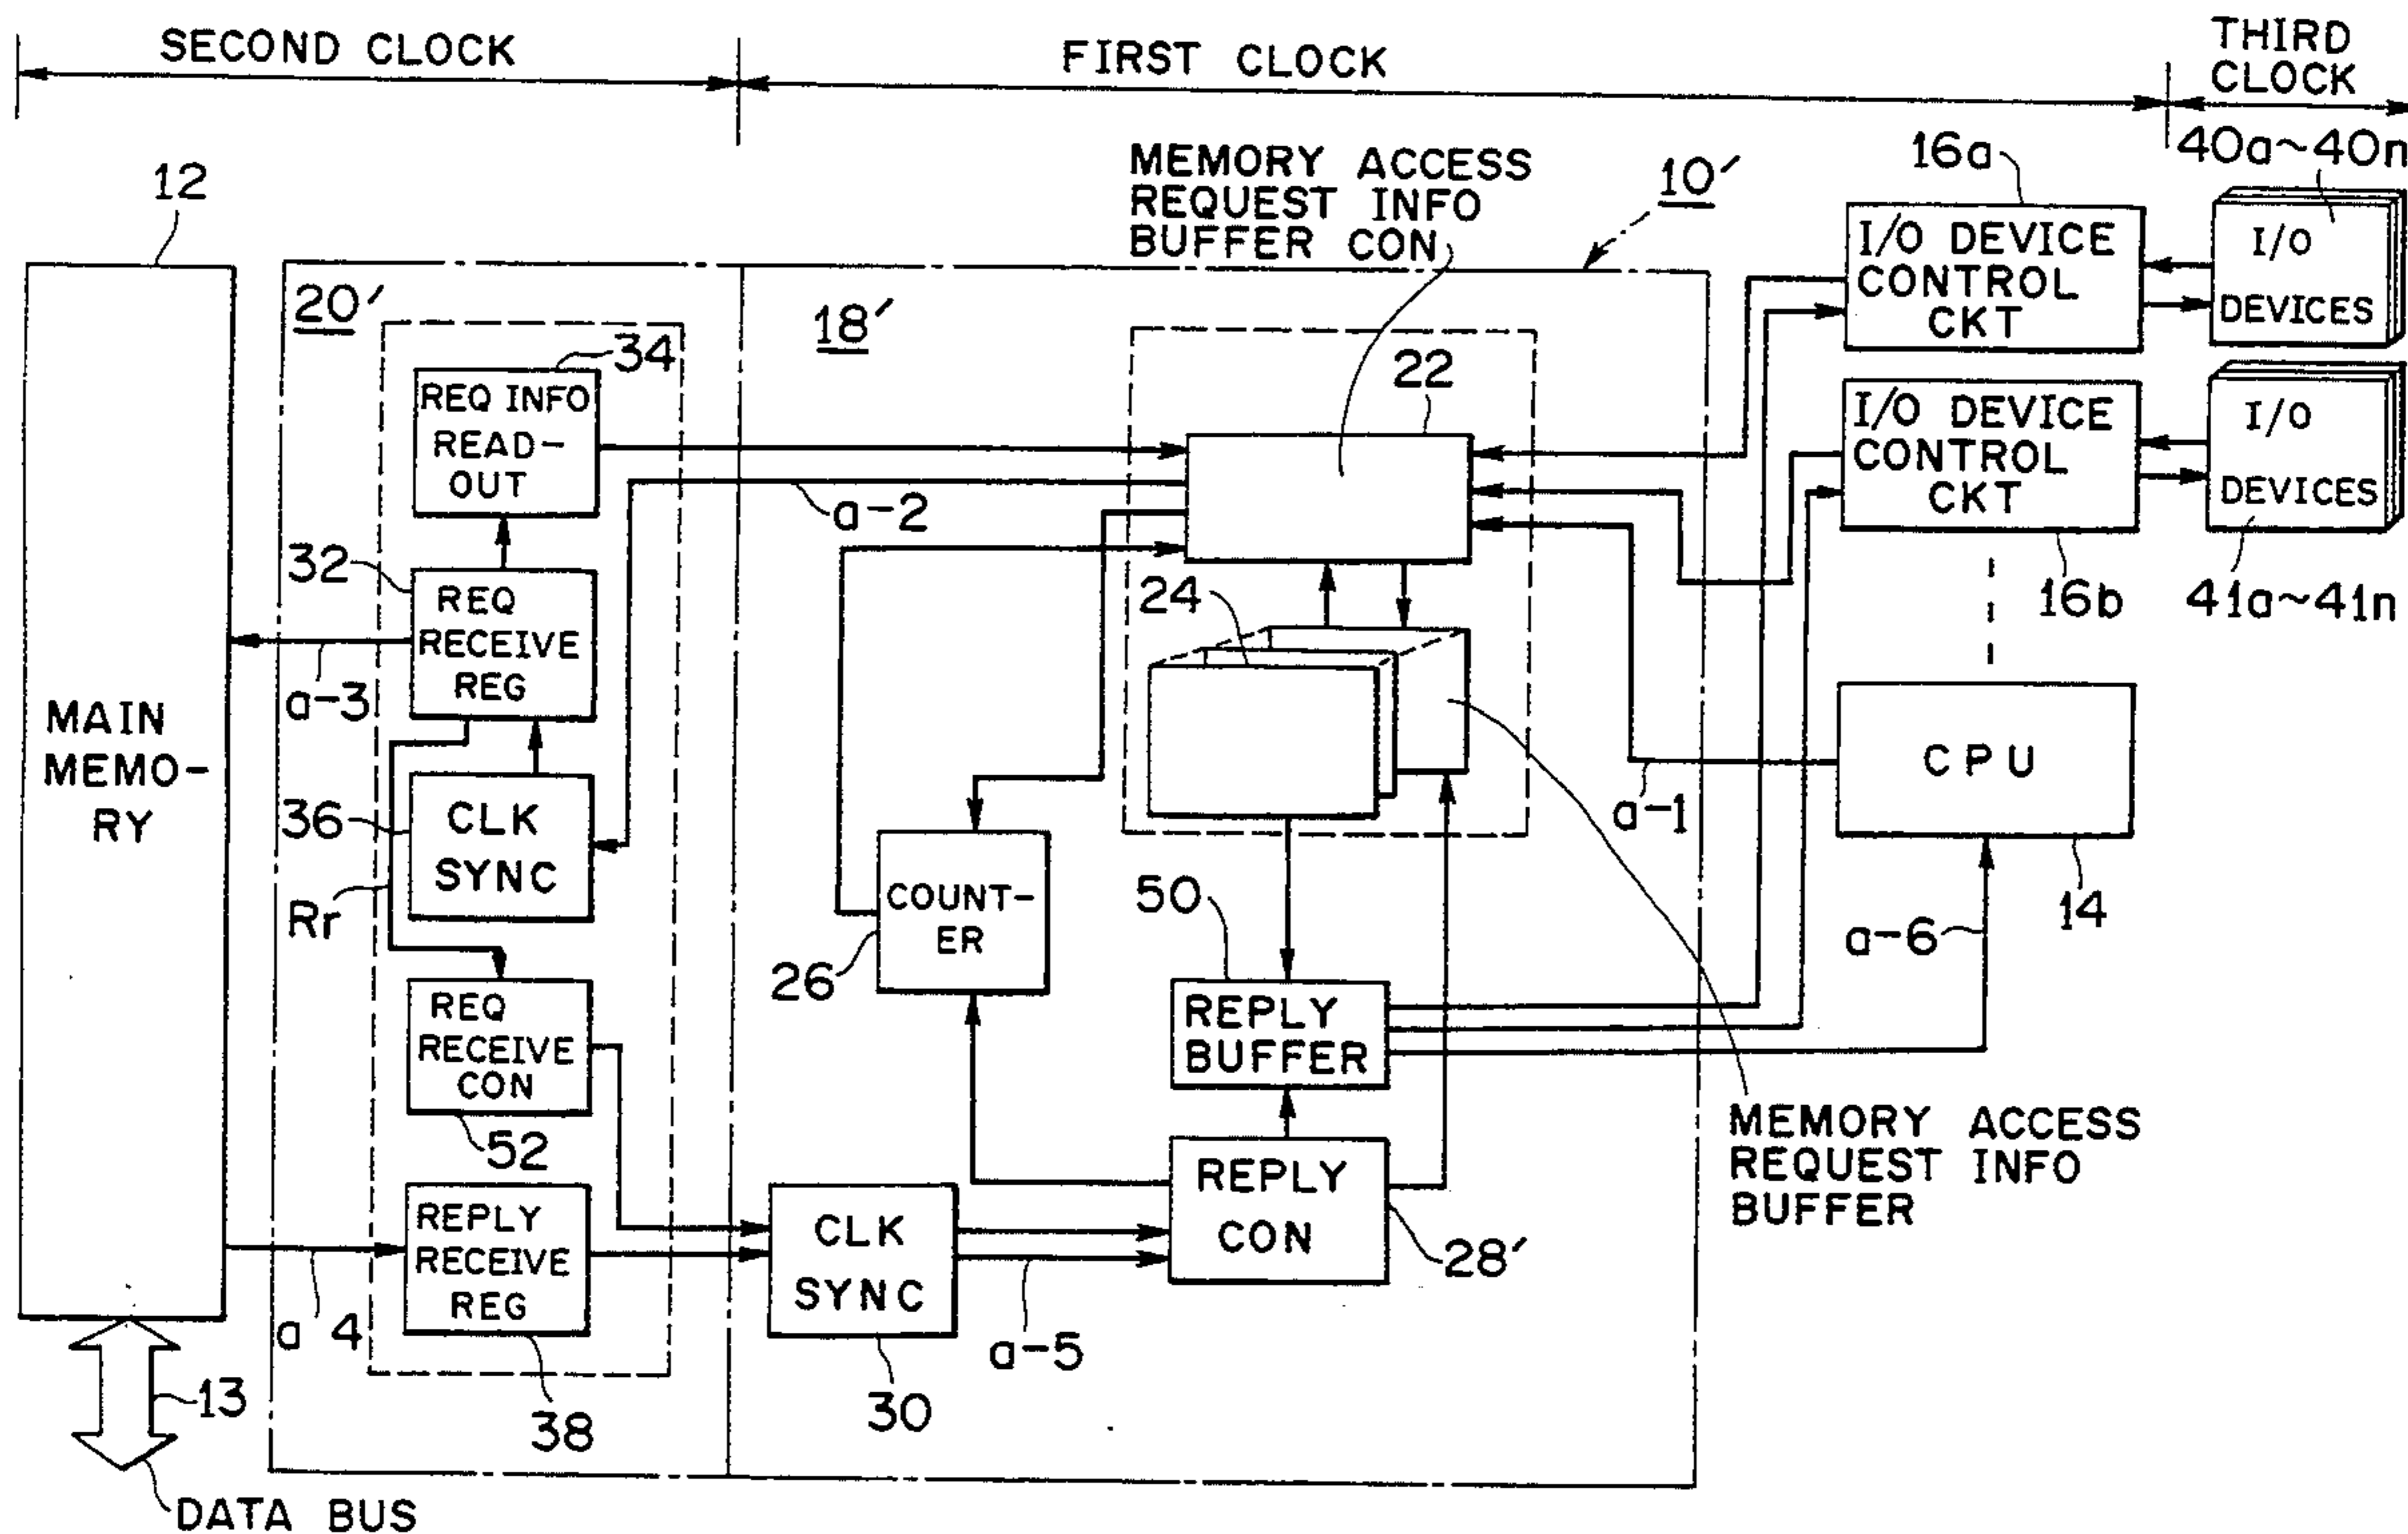 SECOND CLOCK
FIRST CLOCK
THIRD
CLOCK
12
MEMORY ACCESS
REQUEST INFO
BUFFER CON
10'
16a
40a~40n
I/O DEVICE
CONTROL
CKT
I/O
DEVICES
20'
18'
34
22
REQ INFO
READ-
OUT
a-2
I/O DEVICE
CONTROL
CKT
I/O
DEVICES
32
REQ
RECEIVE
REG
24
16b
41a~41n
a-3
MAIN
MEMO-
RY
36
CLK
SYNC
CPU
a-1
14
Rr
COUNT-
ER
26
50
a-6
REQ
RECEIVE
CON
52
REPLY
BUFFER
MEMORY ACCESS
REQUEST INFO
BUFFER
REPLY
RECEIVE
REG
CLK
SYNC
REPLY
CON
28'
a 4
a-5
13
38
30
DATA BUS